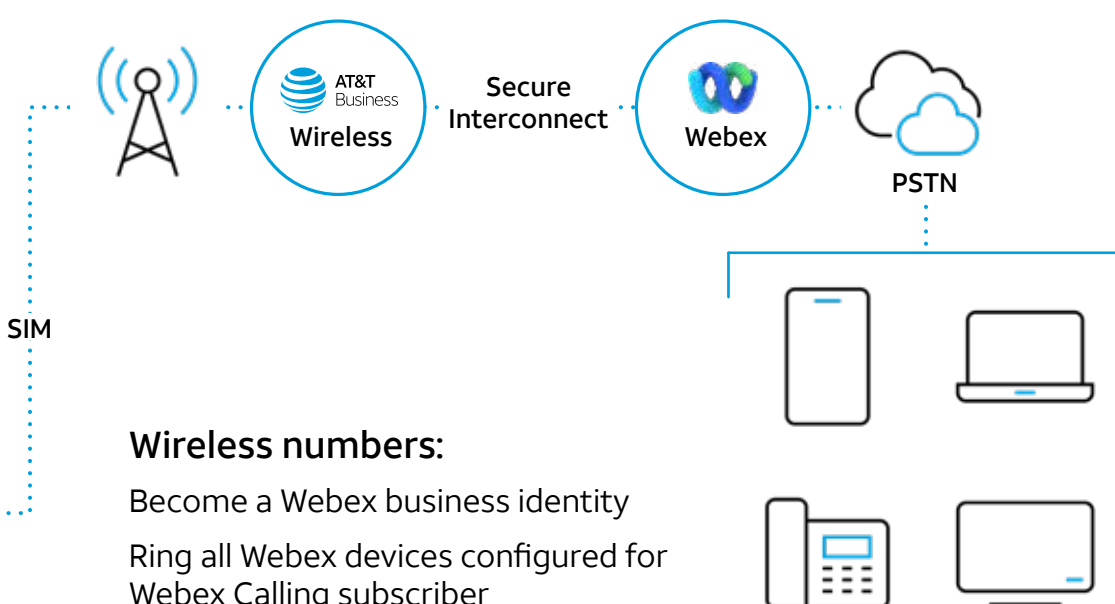 AT&T
Business
Wireless
Secure
Interconnect
Webex
PSTN
SIM
Wireless numbers:
Become a Webex business identity
Ring all Webex devices configured for
Webex Calling subscriber